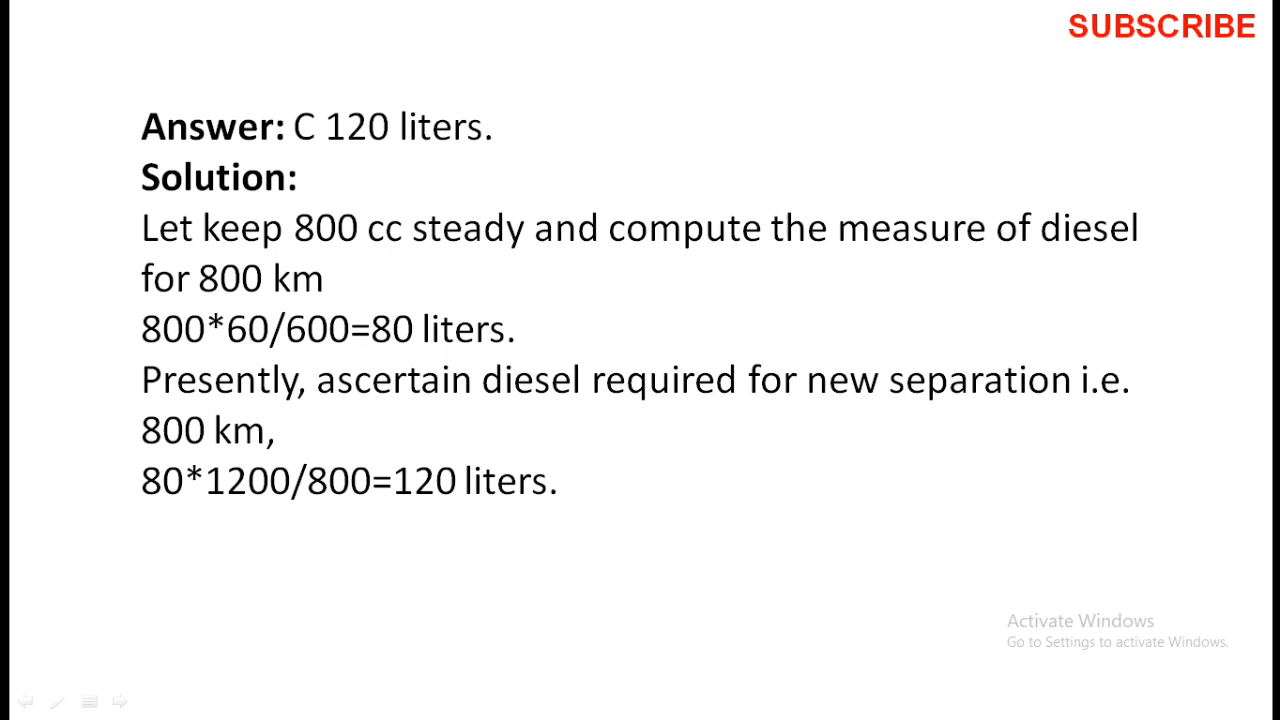 SUBSCRIBE
Answer: C 120 liters.
Solution:
Let keep 800 cc steady and compute the measure of diesel
for 800 km
800*60/600=80 liters.
Presently, ascertain diesel required for new separation i.e.
800 km,
80*1200/800=120 liters.
Activate Windows
Go to Settings to activate Windows.